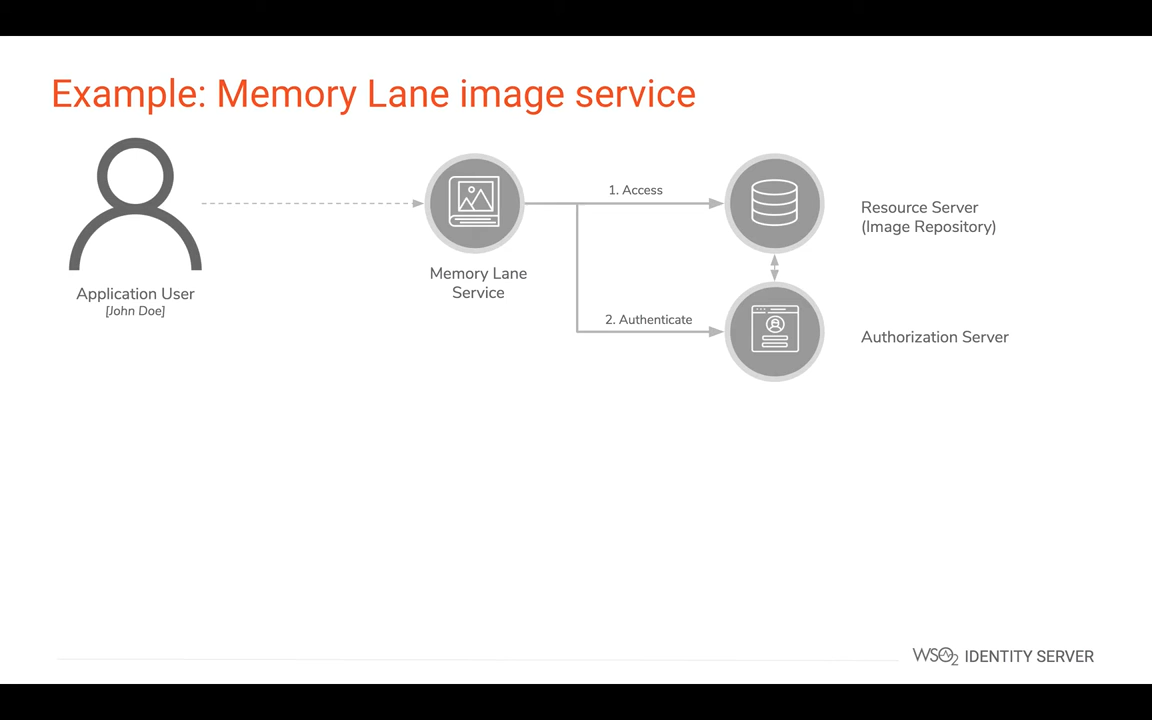 Example: Memory Lane image service
1. Access
Resource Server
(Image Repository)
Memory Lane
Service
Application User
[John Doe]
2. Authenticate
Authorization Server
WSO2 IDENTITY SERVER